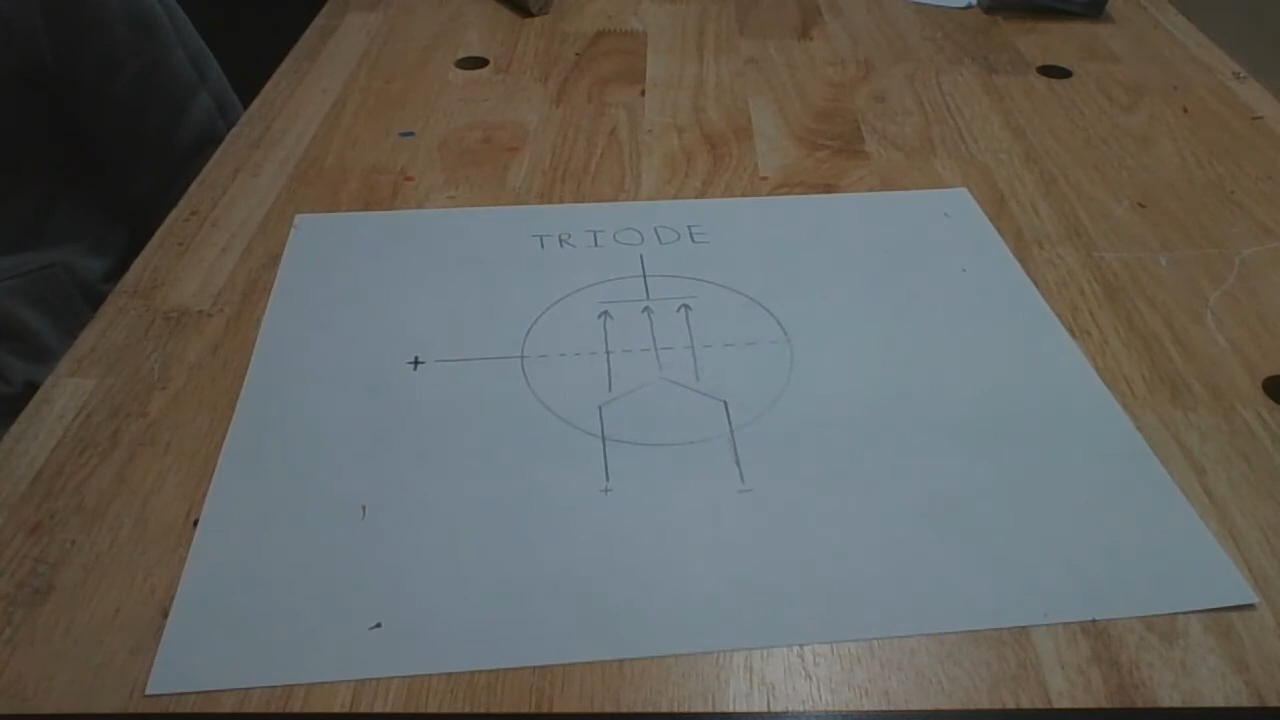 TRIODE
+
+ −